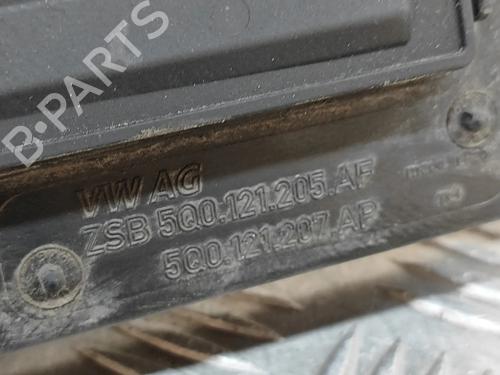 B-PARTS
VW AG
ZSB 5Q0.121.205.AF
5Q0.121.207.AP